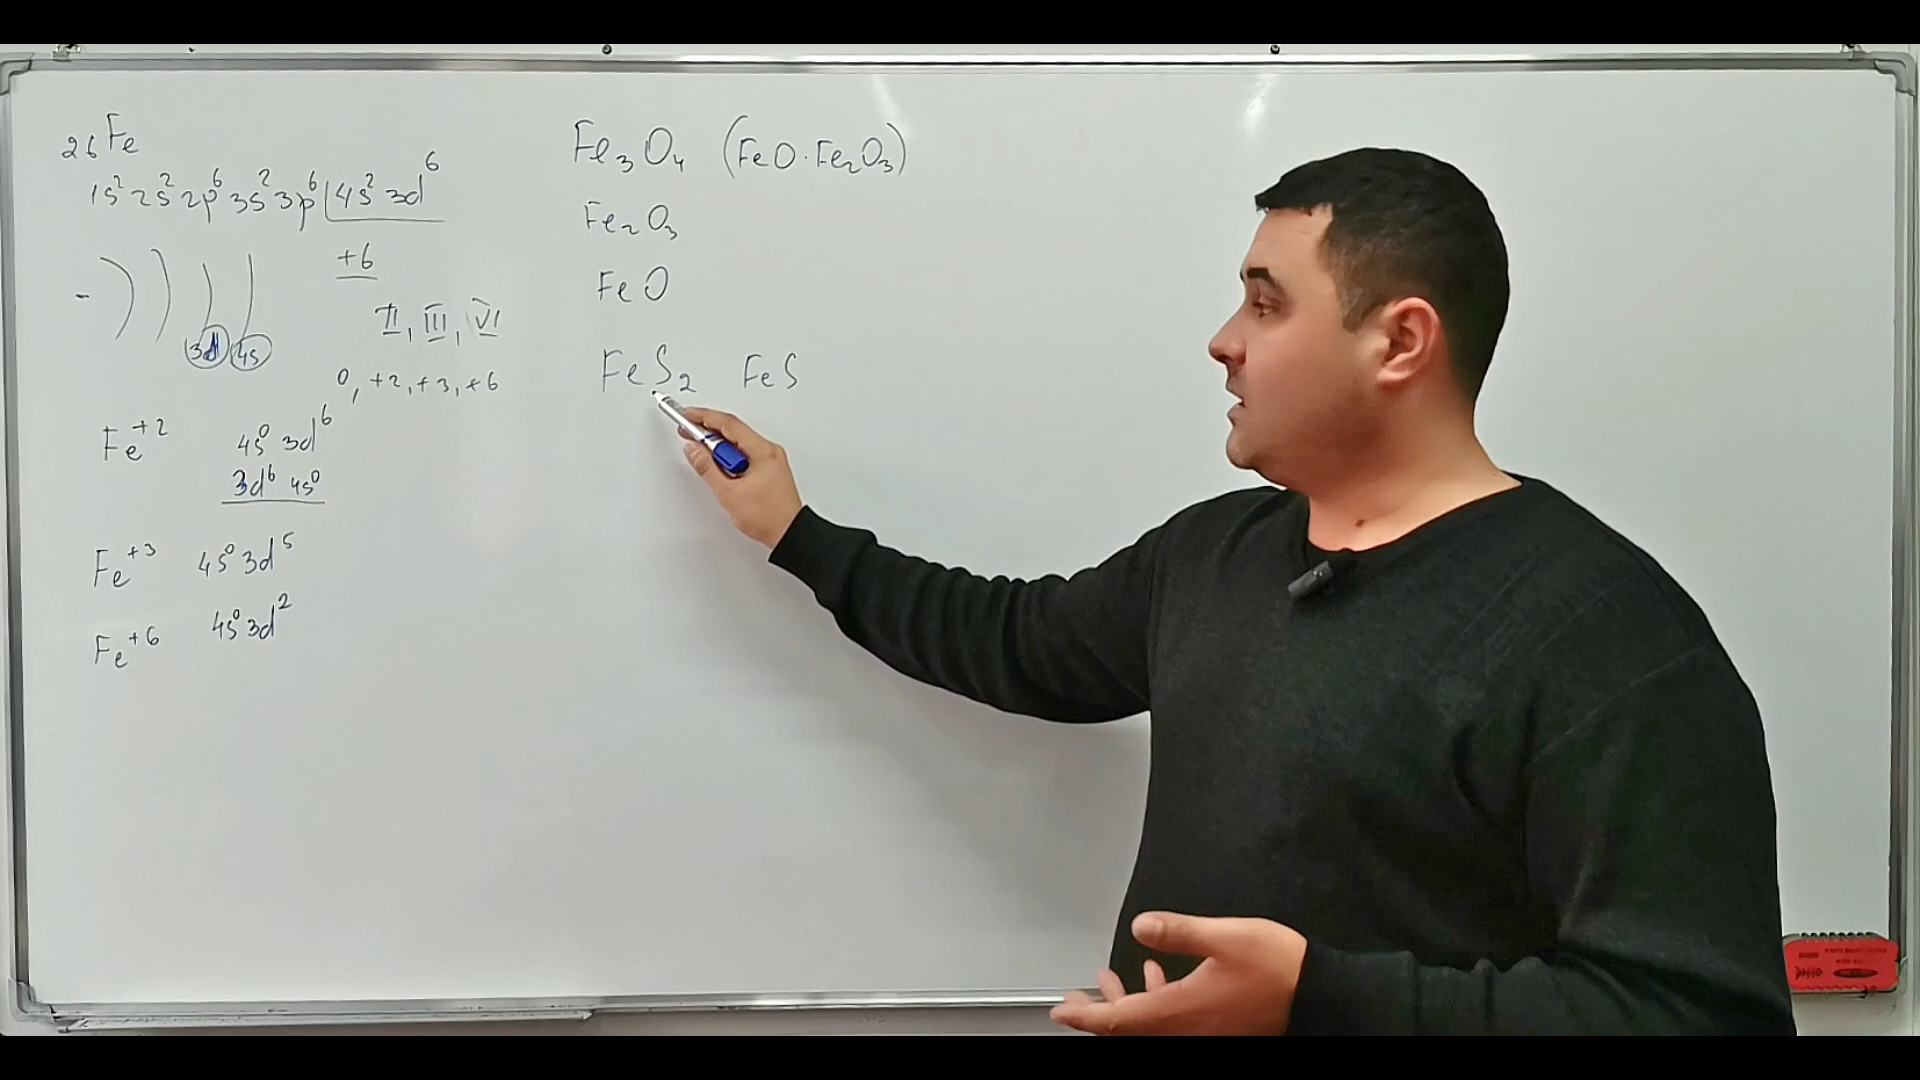 ₂₆Fe
1s² 2s² 2p⁶ 3s² 3p⁶ 4s² 3d⁶
+6
3d 4s
II, III, VI
0, +2, +3, +6
Fe⁺² 4s⁰ 3d⁶
3d⁶ 4s⁰
Fe⁺³ 4s⁰ 3d⁵
Fe⁺⁶ 4s⁰ 3d²
Fe₃O₄ (FeO·Fe₂O₃)
Fe₂O₃
FeO
FeS₂ FeS